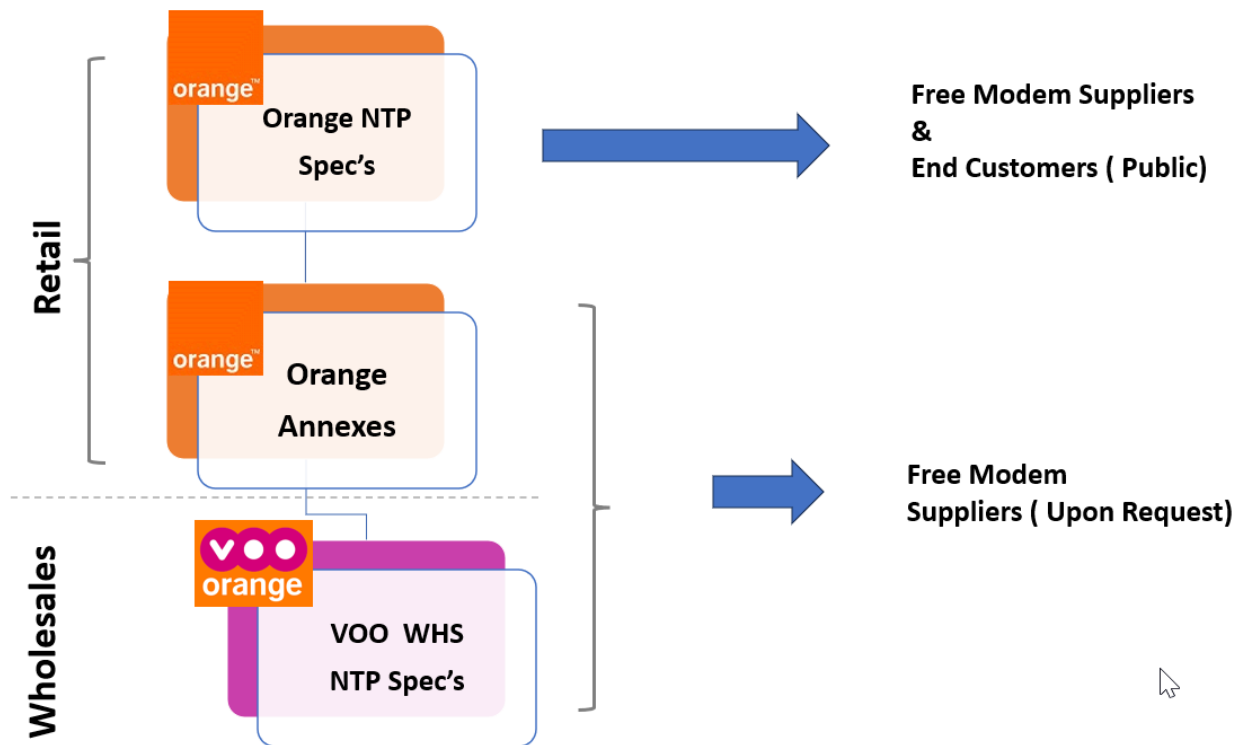 orange™
Orange NTP
Spec's
Free Modem Suppliers
&
End Customers ( Public)
Retail
orange™
Orange
Annexes
Free Modem
Suppliers ( Upon Request)
Wholesales
VOO
orange
VOO WHS
NTP Spec's